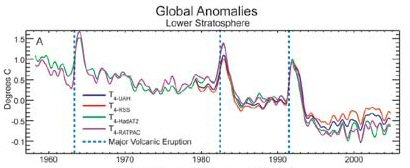 Global Anomalies
Lower Stratosphere
A
Degrees C
1.5
1.0
0.5
0.0
-0.5
-0.1
T4-UAH
T4-RSS
T4-HadAT2
T4-RATPAC
Major Volcanic Eruption
1960
1970
1980
1990
2000